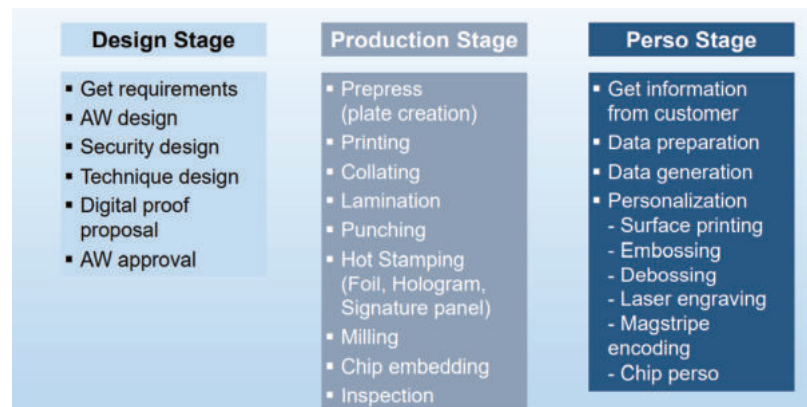 Design Stage
▪ Get requirements
▪ AW design
▪ Security design
▪ Technique design
▪ Digital proof
proposal
▪ AW approval
Production Stage
▪ Prepress
(plate creation)
▪ Printing
▪ Collating
▪ Lamination
▪ Punching
▪ Hot Stamping
(Foil, Hologram,
Signature panel)
▪ Milling
▪ Chip embedding
▪ Inspection
Perso Stage
▪ Get information
from customer
▪ Data preparation
▪ Data generation
▪ Personalization
- Surface printing
- Embossing
- Debossing
- Laser engraving
- Magstripe
encoding
- Chip perso